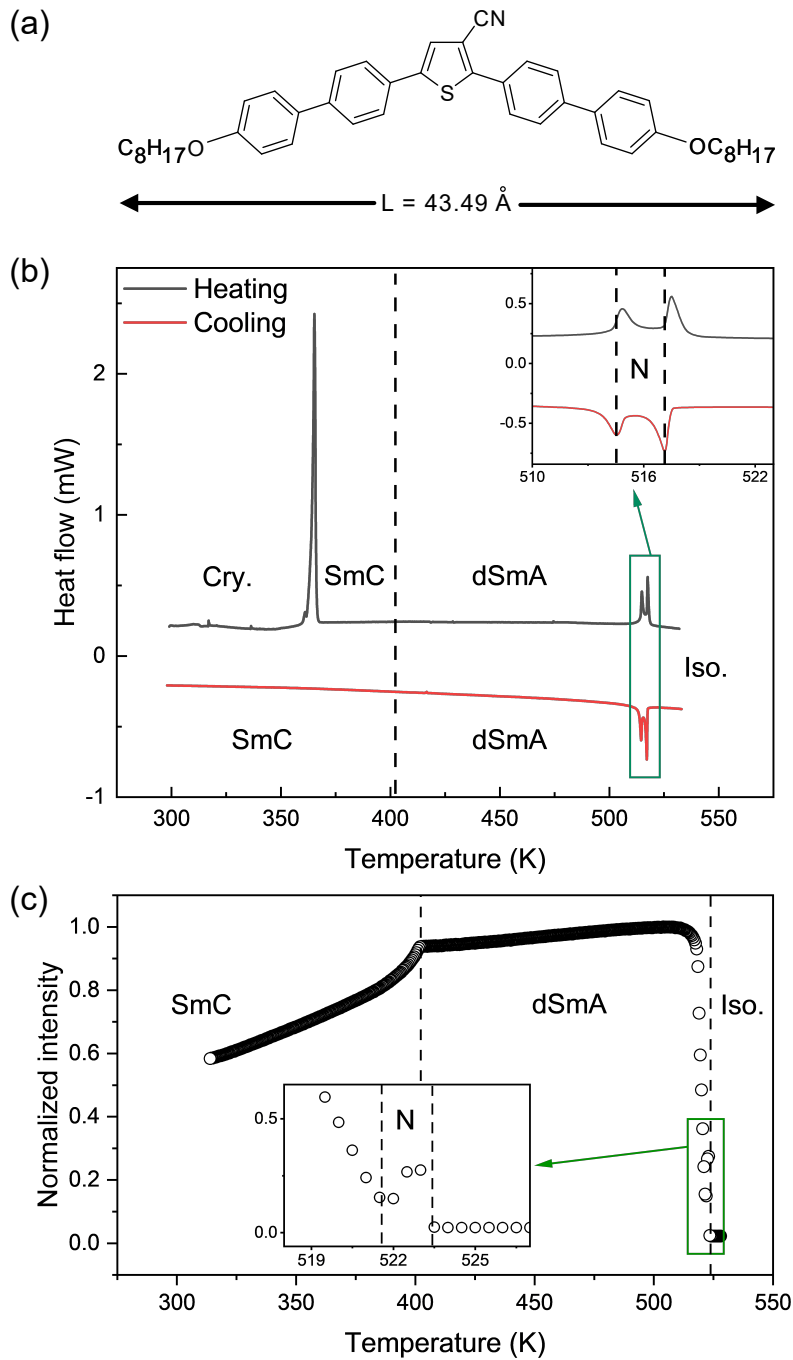 (a)
CN
S
C8H17O
OC8H17
L = 43.49 Å
(b)
Heating
Cooling
0.5
0.0
-0.5
N
510 516 522
2
1
0
-1
Heat flow (mW)
Cry.
SmC
dSmA
Iso.
SmC
dSmA
300 350 400 450 500 550
Temperature (K)
(c)
1.0
0.8
0.6
0.4
0.2
0.0
Normalized intensity
SmC
dSmA
Iso.
0.5
0.0
N
519 522 525
300 350 400 450 500 550
Temperature (K)